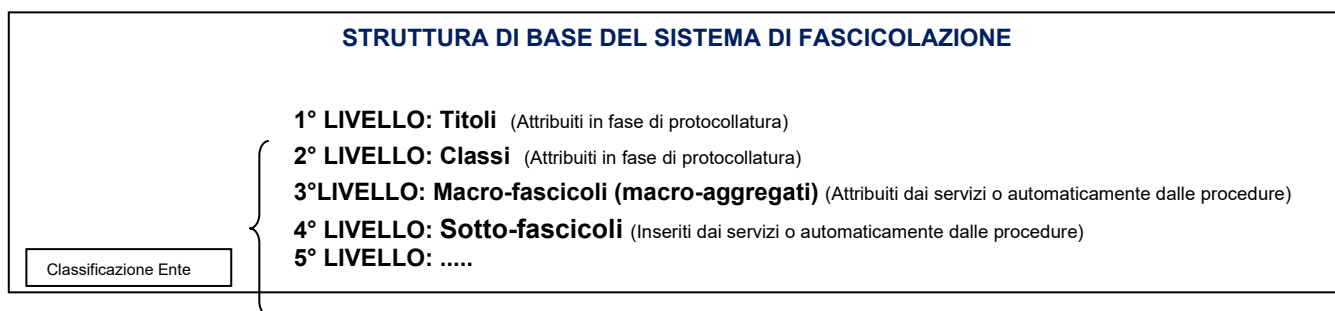 STRUTTURA DI BASE DEL SISTEMA DI FASCICOLAZIONE
1° LIVELLO: Titoli (Attribuiti in fase di protocollatura)
2° LIVELLO: Classi (Attribuiti in fase di protocollatura)
3°LIVELLO: Macro-fascicoli (macro-aggregati) (Attribuiti dai servizi o automaticamente dalle procedure)
4° LIVELLO: Sotto-fascicoli (Inseriti dai servizi o automaticamente dalle procedure)
5° LIVELLO: .....
Classificazione Ente